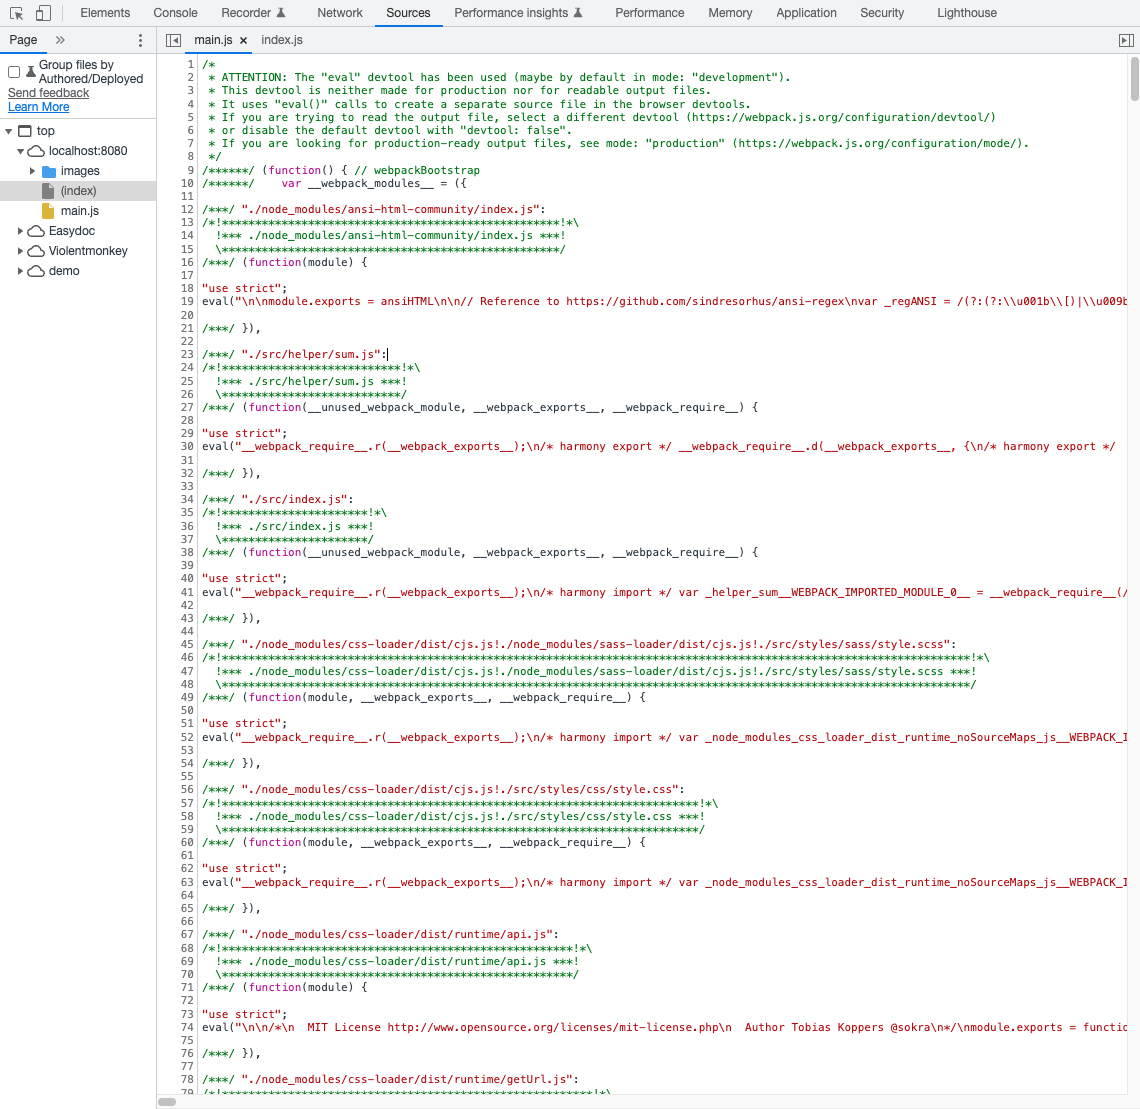 Elements Console Recorder Network Sources Performance insights Performance Memory Application Security Lighthouse
Page
main.js index.js
Group files by
Authored/Deployed
Send feedback
Learn More
top
localhost:8080
images
(index)
main.js
Easydoc
Violentmonkey
demo
1 /*
2  * ATTENTION: The "eval" devtool has been used (maybe by default in mode: "development").
3  * This devtool is neither made for production nor for readable output files.
4  * It uses "eval()" calls to create a separate source file in the browser devtools.
5  * If you are trying to read the output file, select a different devtool (https://webpack.js.org/configuration/devtool/)
6  * or disable the default devtool with "devtool: false".
7  * If you are looking for production-ready output files, see mode: "production" (https://webpack.js.org/configuration/mode/).
8  */
9 /******/ (function() { // webpackBootstrap
10 /******/ 	var __webpack_modules__ = ({
11
12 /***/ "./node_modules/ansi-html-community/index.js":
13 /*!***************************************************!*\
14   !*** ./node_modules/ansi-html-community/index.js ***!
15   \***************************************************/
16 /***/ (function(module) {
17
18 "use strict";
19 eval("\n\nmodule.exports = ansiHTML\n\n// Reference to https://github.com/sindresorhus/ansi-regex\nvar _regANSI = /(?:(?:\\u001b\\[)|\\u009b
20
21 /***/ }),
22
23 /***/ "./src/helper/sum.js":
24 /*!***************************!*\
25   !*** ./src/helper/sum.js ***!
26   \***************************/
27 /***/ (function(__unused_webpack_module, __webpack_exports__, __webpack_require__) {
28
29 "use strict";
30 eval("__webpack_require__.r(__webpack_exports__);\n/* harmony export */ __webpack_require__.d(__webpack_exports__, {\n/* harmony export */
31
32 /***/ }),
33
34 /***/ "./src/index.js":
35 /*!**********************!*\
36   !*** ./src/index.js ***!
37   \**********************/
38 /***/ (function(__unused_webpack_module, __webpack_exports__, __webpack_require__) {
39
40 "use strict";
41 eval("__webpack_require__.r(__webpack_exports__);\n/* harmony import */ var _helper_sum__WEBPACK_IMPORTED_MODULE_0__ = __webpack_require__(/
42
43 /***/ }),
44
45 /***/ "./node_modules/css-loader/dist/cjs.js!./node_modules/sass-loader/dist/cjs.js!./src/styles/sass/style.scss":
46 /*!*****************************************************************************************************************!*\
47   !*** ./node_modules/css-loader/dist/cjs.js!./node_modules/sass-loader/dist/cjs.js!./src/styles/sass/style.scss ***!
48   \*****************************************************************************************************************/
49 /***/ (function(module, __webpack_exports__, __webpack_require__) {
50
51 "use strict";
52 eval("__webpack_require__.r(__webpack_exports__);\n/* harmony import */ var _node_modules_css_loader_dist_runtime_noSourceMaps_js__WEBPACK_I
53
54 /***/ }),
55
56 /***/ "./node_modules/css-loader/dist/cjs.js!./src/styles/css/style.css":
57 /*!************************************************************************!*\
58   !*** ./node_modules/css-loader/dist/cjs.js!./src/styles/css/style.css ***!
59   \************************************************************************/
60 /***/ (function(module, __webpack_exports__, __webpack_require__) {
61
62 "use strict";
63 eval("__webpack_require__.r(__webpack_exports__);\n/* harmony import */ var _node_modules_css_loader_dist_runtime_noSourceMaps_js__WEBPACK_I
64
65 /***/ }),
66
67 /***/ "./node_modules/css-loader/dist/runtime/api.js":
68 /*!*****************************************************!*\
69   !*** ./node_modules/css-loader/dist/runtime/api.js ***!
70   \*****************************************************/
71 /***/ (function(module) {
72
73 "use strict";
74 eval("\n\n/*\n  MIT License http://www.opensource.org/licenses/mit-license.php\n  Author Tobias Koppers @sokra\n*/\nmodule.exports = functio
75
76 /***/ }),
77
78 /***/ "./node_modules/css-loader/dist/runtime/getUrl.js":
79 /*!********************************************************!*\